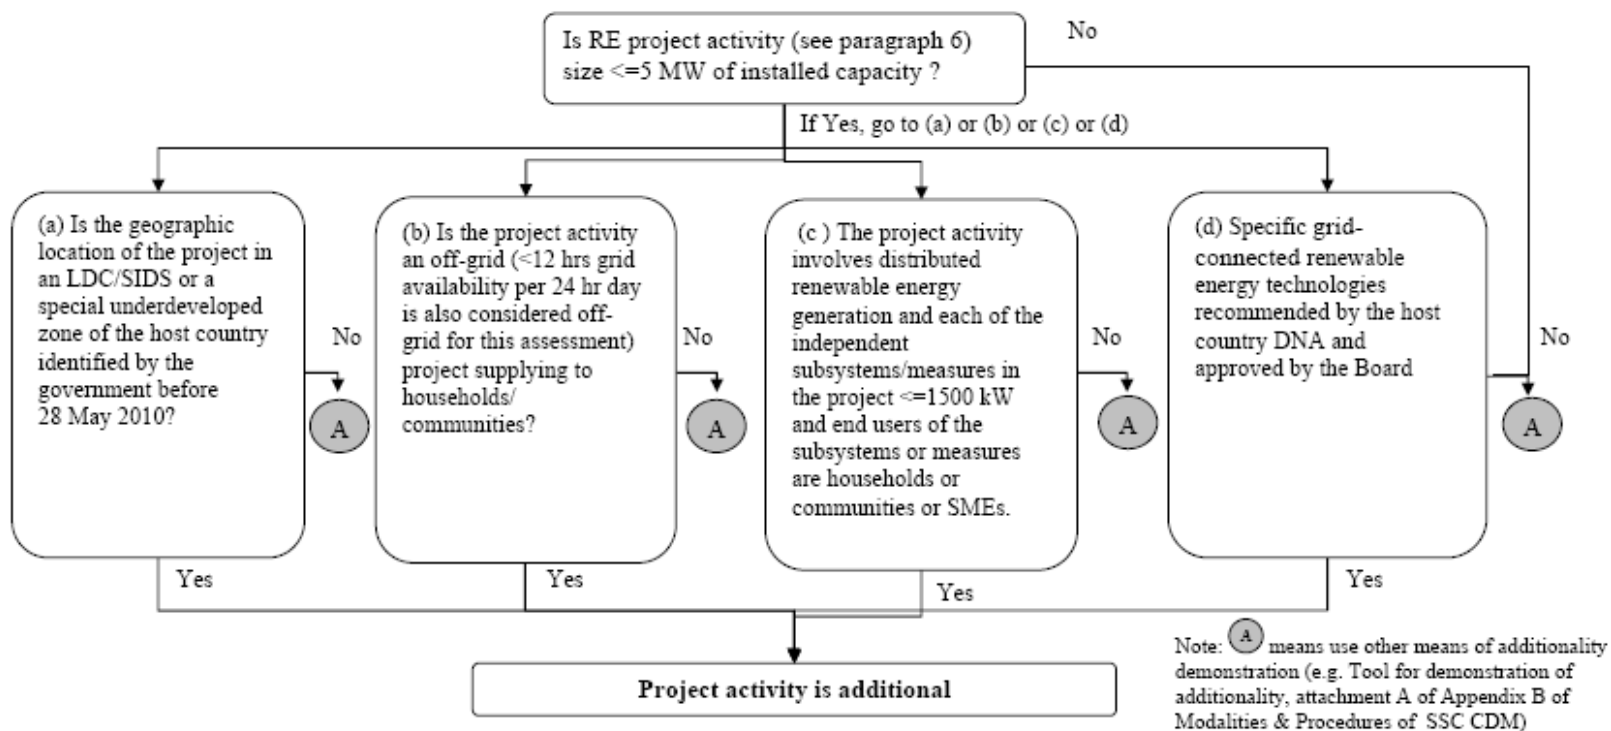 Is RE project activity (see paragraph 6)
size <=5 MW of installed capacity ?
No
If Yes, go to (a) or (b) or (c) or (d)
(a) Is the geographic
location of the project in
an LDC/SIDS or a
special underdeveloped
zone of the host country
identified by the
government before
28 May 2010?
No
A
Yes
(b) Is the project activity
an off-grid (<12 hrs grid
availability per 24 hr day
is also considered off-
grid for this assessment)
project supplying to
households/
communities?
No
A
Yes
(c ) The project activity
involves distributed
renewable energy
generation and each of the
independent
subsystems/measures in
the project <=1500 kW
and end users of the
subsystems or measures
are households or
communities or SMEs.
No
A
Yes
(d) Specific grid-
connected renewable
energy technologies
recommended by the host
country DNA and
approved by the Board
No
A
Yes
Project activity is additional
Note: A means use other means of additionality
demonstration (e.g. Tool for demonstration of
additionality, attachment A of Appendix B of
Modalities & Procedures of SSC CDM)